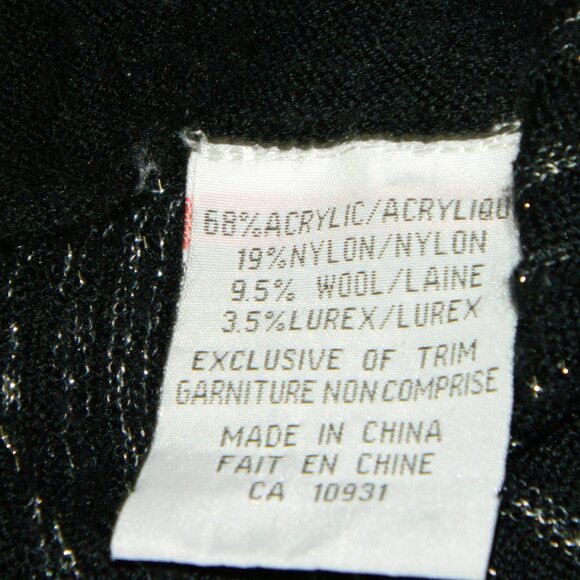 68%ACRYLIC/ACRYLIQU
19%NYLON/NYLON
9.5% WOOL/LAINE
3.5%LUREX/LUREX
EXCLUSIVE OF TRIM
GARNITURE NON COMPRISE
MADE IN CHINA
FAIT EN CHINE
CA 10931